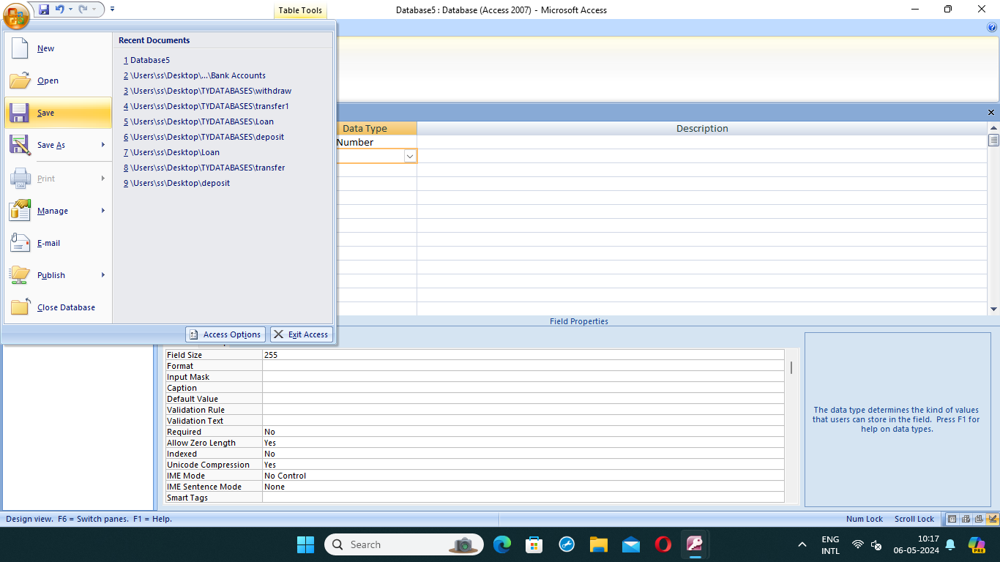 Table Tools
Database5 : Database (Access 2007) - Microsoft Access
New
Open
Save
Save As
Print
Manage
E-mail
Publish
Close Database
Recent Documents
1 Database5
2 \Users\ss\Desktop\...\Bank Accounts
3 \Users\ss\Desktop\TYDATABASES\withdraw
4 \Users\ss\Desktop\TYDATABASES\transfer1
5 \Users\ss\Desktop\TYDATABASES\Loan
6 \Users\ss\Desktop\TYDATABASES\deposit
7 \Users\ss\Desktop\Loan
8 \Users\ss\Desktop\TYDATABASES\transfer
9 \Users\ss\Desktop\deposit
Access Options
Exit Access
Data Type
Description
Number
Field Properties
Field Size 255
Format
Input Mask
Caption
Default Value
Validation Rule
Validation Text
Required No
Allow Zero Length Yes
Indexed No
Unicode Compression Yes
IME Mode No Control
IME Sentence Mode None
Smart Tags
The data type determines the kind of values
that users can store in the field. Press F1 for
help on data types.
Design view. F6 = Switch panes. F1 = Help.
Num Lock
Scroll Lock
Search
ENG
INTL
10:17
06-05-2024
PRE